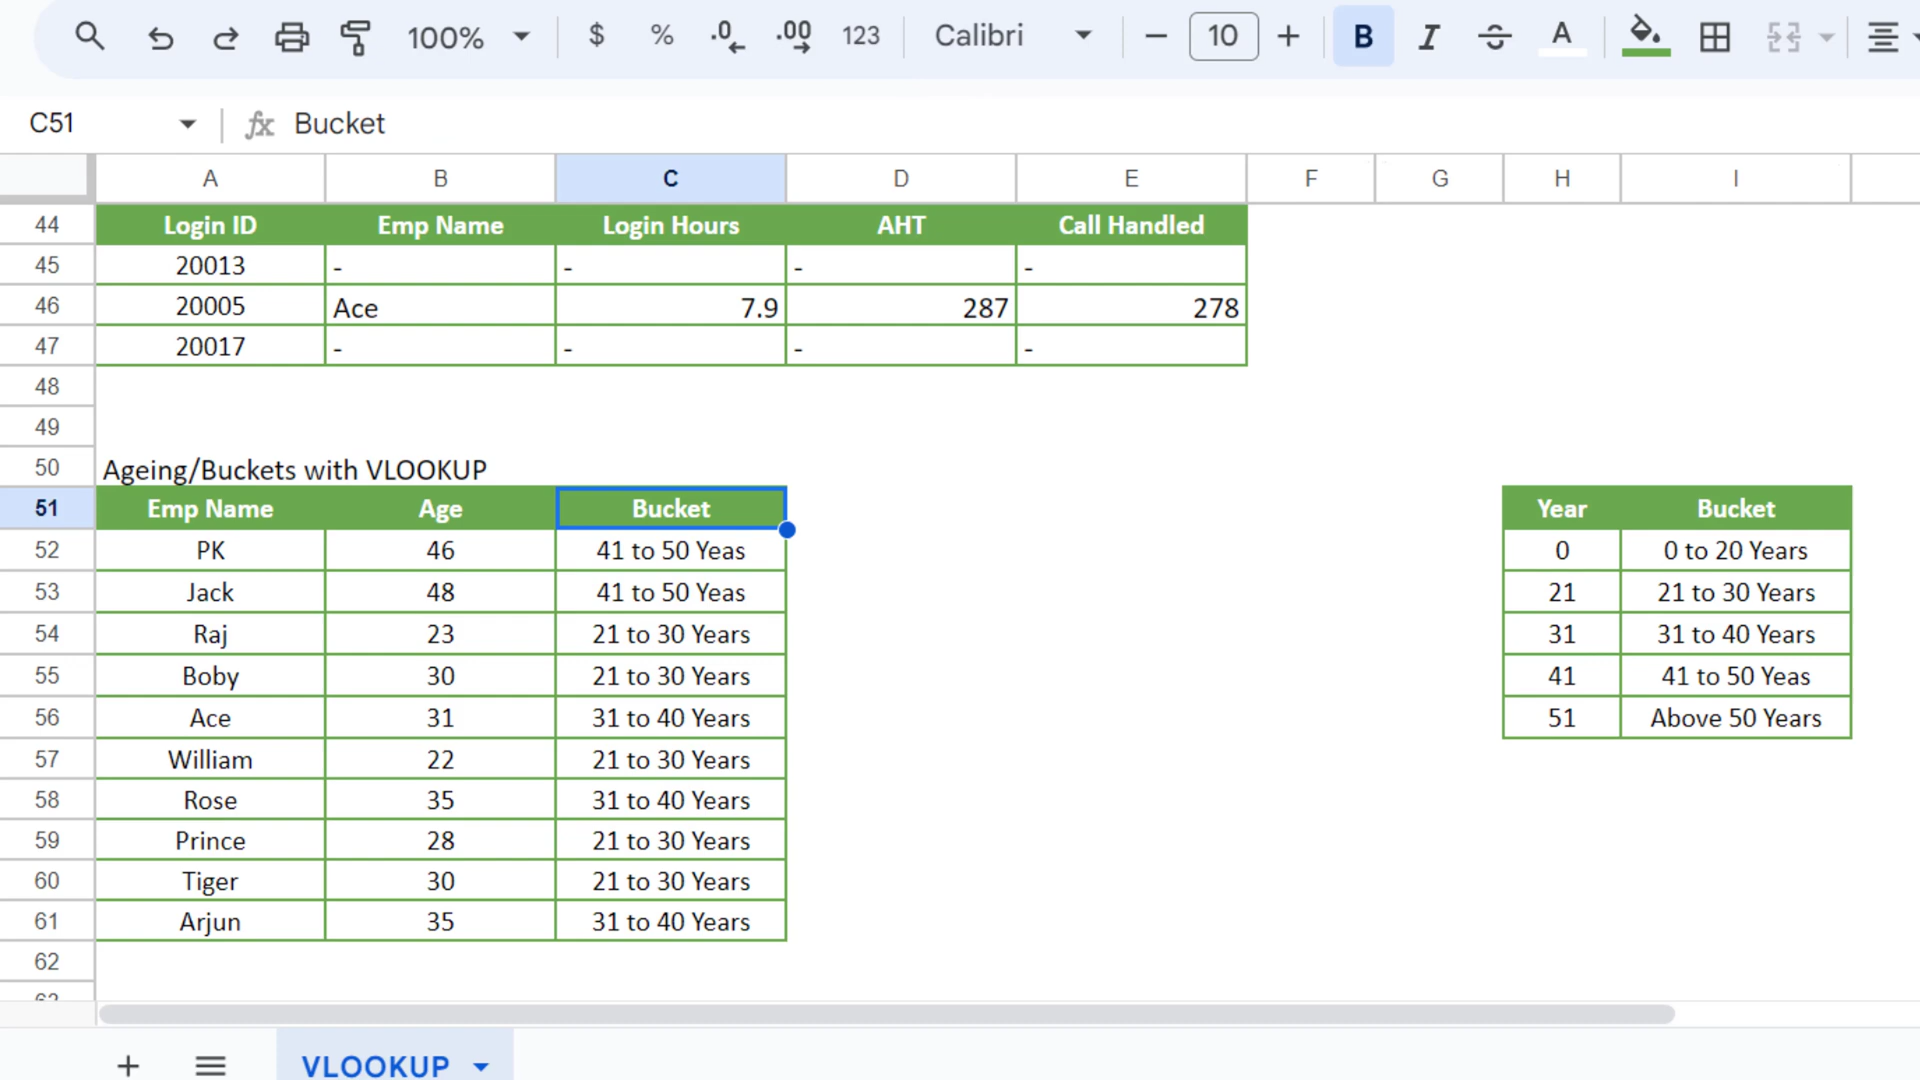 100% $ % .0 .00 123 Calibri 10 B I A
C51 fx Bucket
A B C D E F G H I
44 Login ID Emp Name Login Hours AHT Call Handled
45 20013 - - - -
46 20005 Ace 7.9 287 278
47 20017 - - - -
48
49
50 Ageing/Buckets with VLOOKUP
51 Emp Name Age Bucket Year Bucket
52 PK 46 41 to 50 Yeas 0 0 to 20 Years
53 Jack 48 41 to 50 Yeas 21 21 to 30 Years
54 Raj 23 21 to 30 Years 31 31 to 40 Years
55 Boby 30 21 to 30 Years 41 41 to 50 Yeas
56 Ace 31 31 to 40 Years 51 Above 50 Years
57 William 22 21 to 30 Years
58 Rose 35 31 to 40 Years
59 Prince 28 21 to 30 Years
60 Tiger 30 21 to 30 Years
61 Arjun 35 31 to 40 Years
62
VLOOKUP